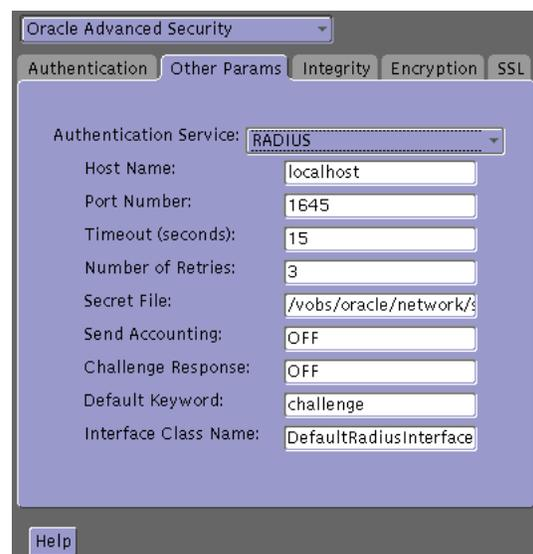 Oracle Advanced Security
Authentication Other Params Integrity Encryption SSL
Authentication Service: RADIUS
Host Name: localhost
Port Number: 1645
Timeout (seconds): 15
Number of Retries: 3
Secret File: /vobs/oracle/network/s
Send Accounting: OFF
Challenge Response: OFF
Default Keyword: challenge
Interface Class Name: DefaultRadiusInterface
Help